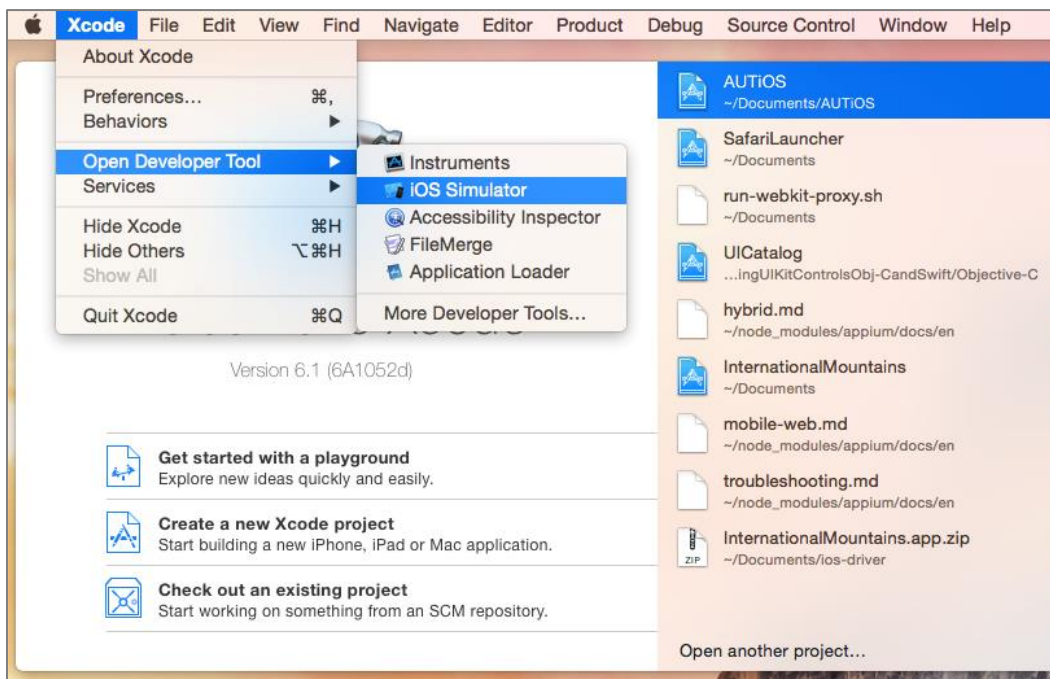 Xcode File Edit View Find Navigate Editor Product Debug Source Control Window Help
About Xcode
Preferences... ⌘,
Behaviors ▶
Open Developer Tool ▶
Services ▶
Hide Xcode ⌘H
Hide Others ⌥⌘H
Show All
Quit Xcode ⌘Q
Instruments
iOS Simulator
Accessibility Inspector
FileMerge
Application Loader
More Developer Tools...
Version 6.1 (6A1052d)
Get started with a playground
Explore new ideas quickly and easily.
Create a new Xcode project
Start building a new iPhone, iPad or Mac application.
Check out an existing project
Start working on something from an SCM repository.
AUTiOS
~/Documents/AUTiOS
SafariLauncher
~/Documents
run-webkit-proxy.sh
~/Documents
UICatalog
...ingUIKitControlsObj-CandSwift/Objective-C
hybrid.md
~/node_modules/appium/docs/en
InternationalMountains
~/Documents
mobile-web.md
~/node_modules/appium/docs/en
troubleshooting.md
~/node_modules/appium/docs/en
InternationalMountains.app.zip
~/Documents/ios-driver
ZIP
Open another project...